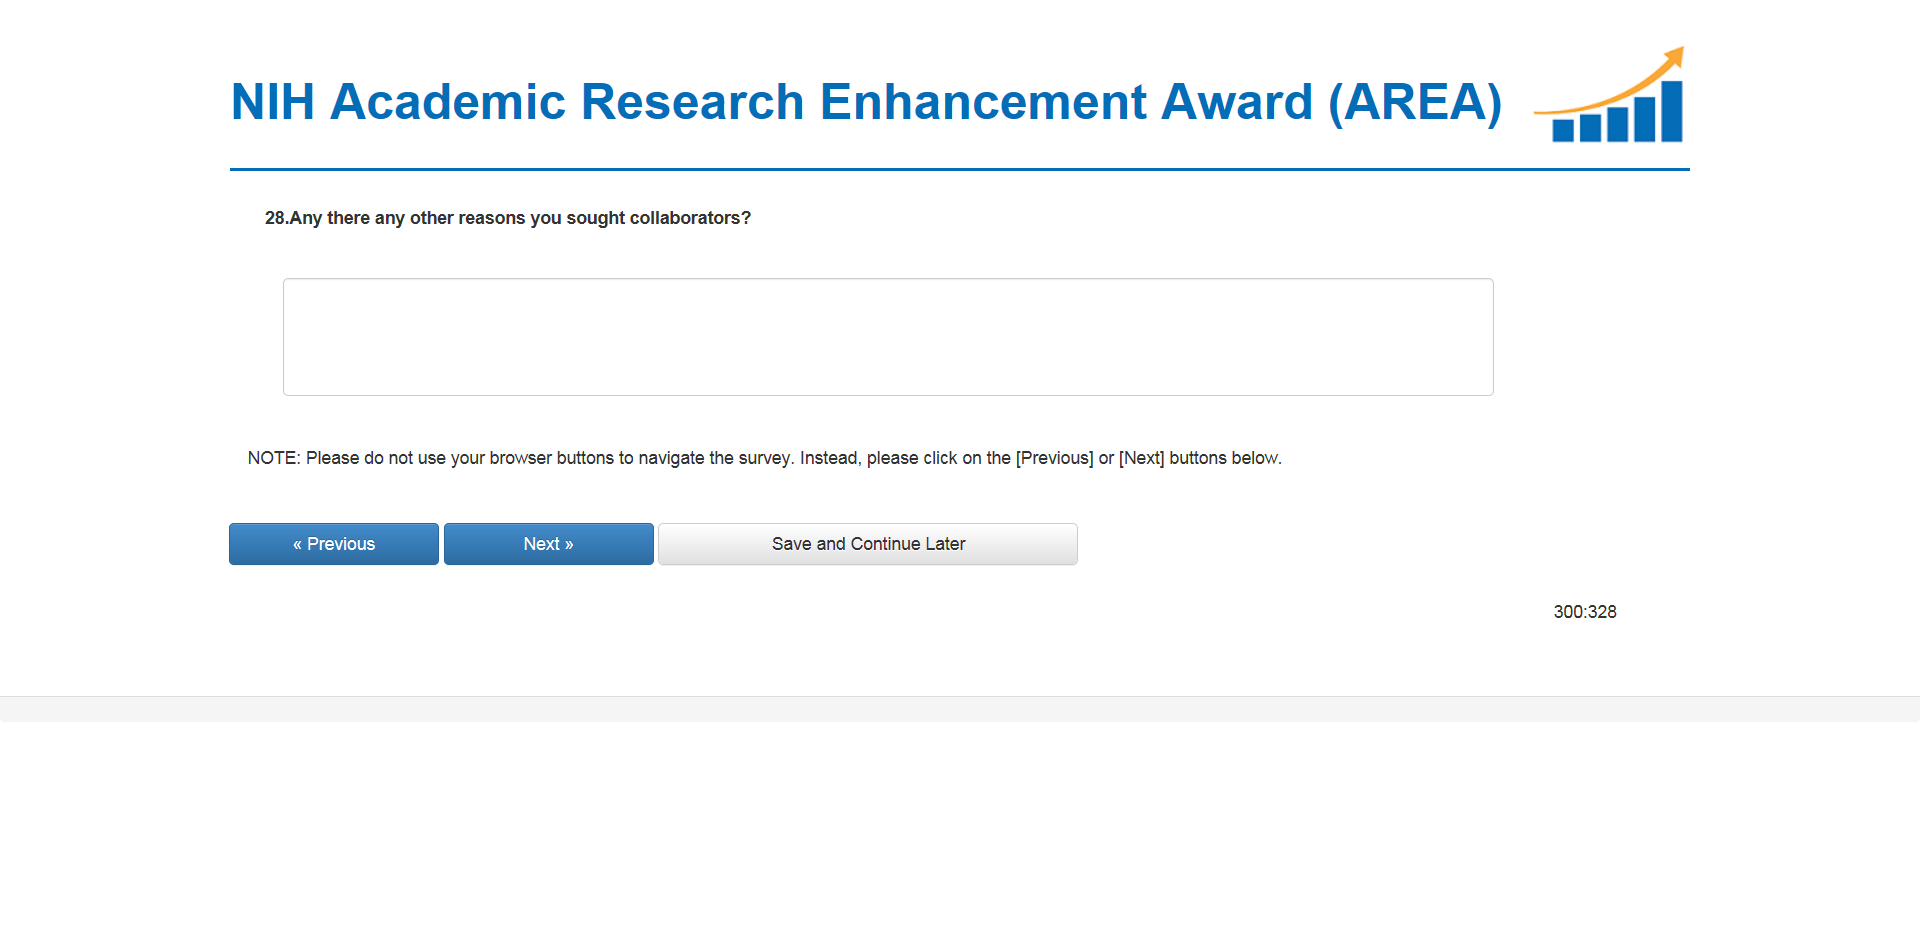 NIH Academic Research Enhancement Award (AREA)
28.Any there any other reasons you sought collaborators?
NOTE: Please do not use your browser buttons to navigate the survey. Instead, please click on the [Previous] or [Next] buttons below.
« Previous
Next »
Save and Continue Later
300:328